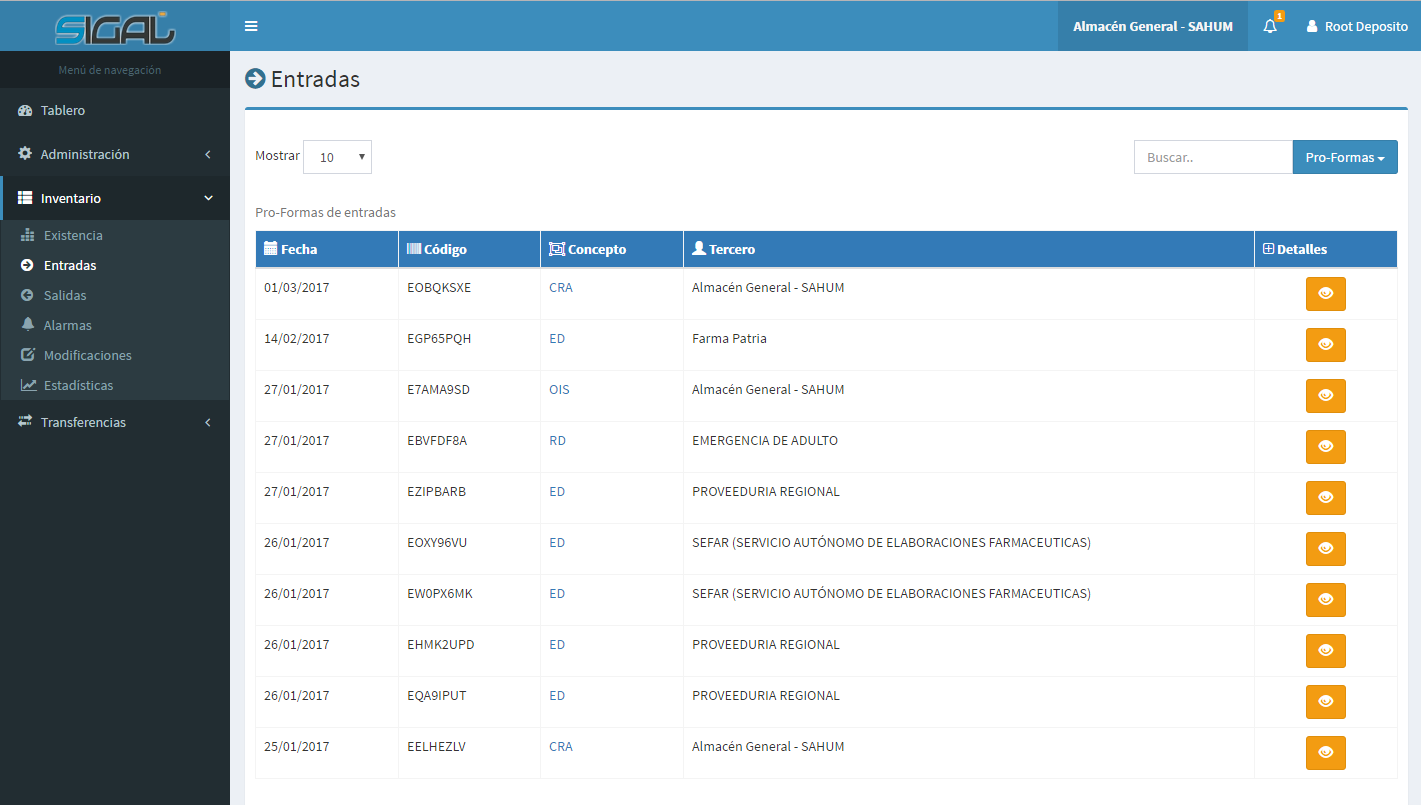 SIGAL
Almacén General - SAHUM
1
Root Deposito
Menú de navegación
Tablero
Administración
Inventario
Existencia
Entradas
Salidas
Alarmas
Modificaciones
Estadísticas
Transferencias
Entradas
Mostrar 10
Buscar.. Pro-Formas
Pro-Formas de entradas
Fecha Código Concepto Tercero Detalles
01/03/2017 EOBQKSXE CRA Almacén General - SAHUM
14/02/2017 EGP65PQH ED Farma Patria
27/01/2017 E7AMA9SD OIS Almacén General - SAHUM
27/01/2017 EBVFDF8A RD EMERGENCIA DE ADULTO
27/01/2017 EZIPBARB ED PROVEEDURIA REGIONAL
26/01/2017 EOXY96VU ED SEFAR (SERVICIO AUTÓNOMO DE ELABORACIONES FARMACEUTICAS)
26/01/2017 EW0PX6MK ED SEFAR (SERVICIO AUTÓNOMO DE ELABORACIONES FARMACEUTICAS)
26/01/2017 EHMK2UPD ED PROVEEDURIA REGIONAL
26/01/2017 EQA9IPUT ED PROVEEDURIA REGIONAL
25/01/2017 EELHEZLV CRA Almacén General - SAHUM